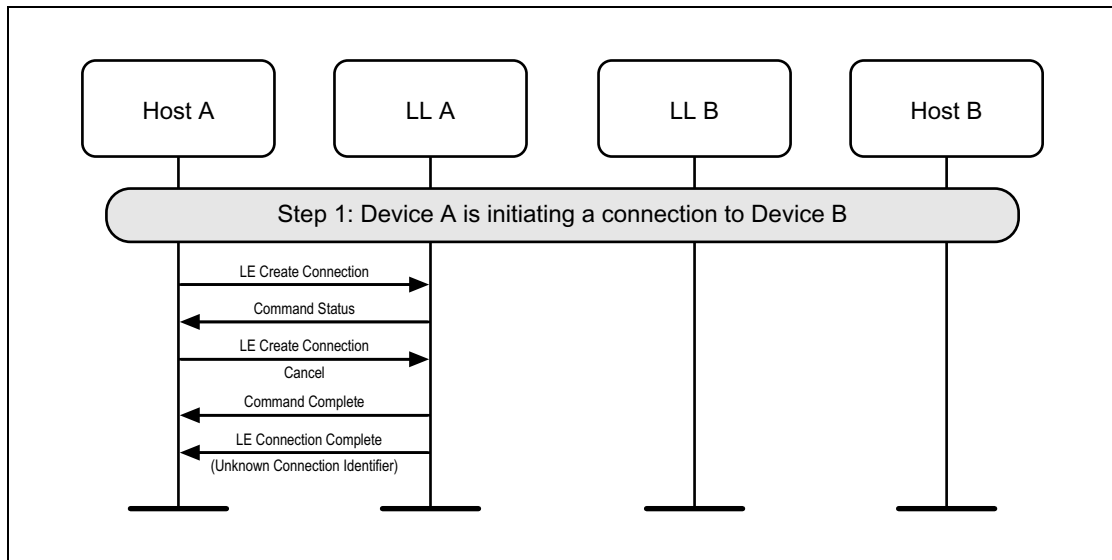 Host A
LL A
LL B
Host B
Step 1: Device A is initiating a connection to Device B
LE Create Connection
Command Status
LE Create Connection
Cancel
Command Complete
LE Connection Complete
(Unknown Connection Identifier)